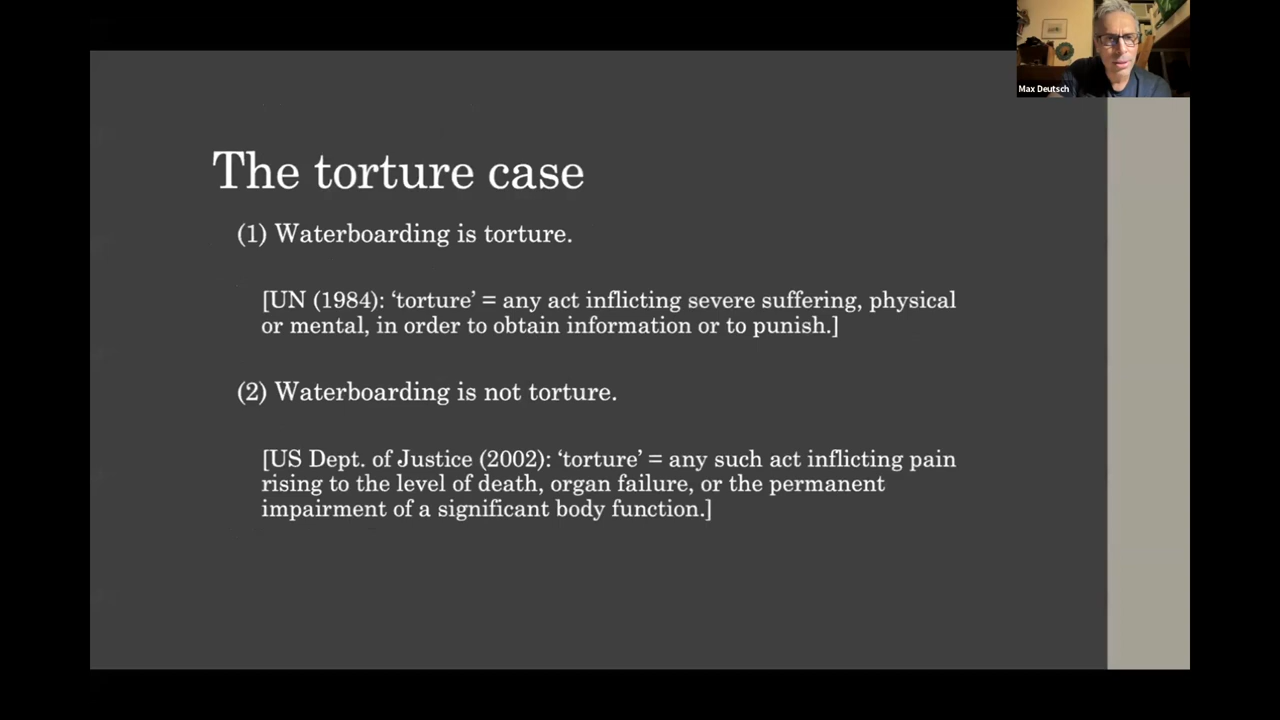 Max Deutsch
The torture case
(1) Waterboarding is torture.
[UN (1984): ‘torture’ = any act inflicting severe suffering, physical
or mental, in order to obtain information or to punish.]
(2) Waterboarding is not torture.
[US Dept. of Justice (2002): ‘torture’ = any such act inflicting pain
rising to the level of death, organ failure, or the permanent
impairment of a significant body function.]